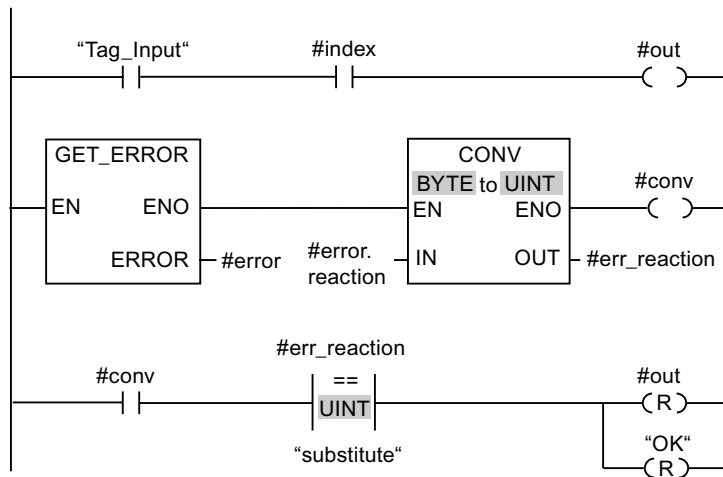 “Tag_Input“ #index #out
GET_ERROR CONV
BYTE to UINT #conv
EN ENO EN ENO
ERROR #error #error. IN OUT #err_reaction
reaction
#err_reaction
#conv == #out
UINT (R)
“substitute“ “OK“
(R)